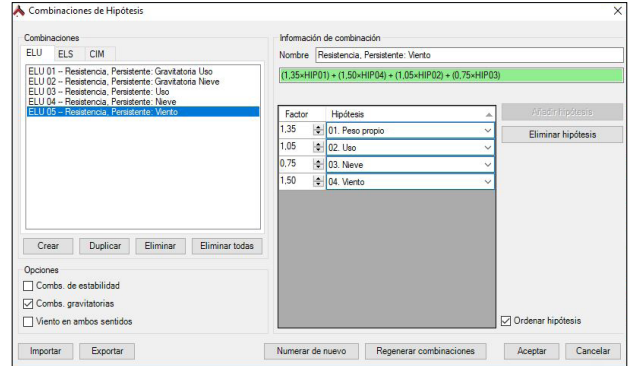 Combinaciones de Hipótesis
Combinaciones
ELU ELS CIM
ELU 01 – Resistencia, Persistente: Gravitatoria Uso
ELU 02 – Resistencia, Persistente: Gravitatoria Nieve
ELU 03 – Resistencia, Persistente: Uso
ELU 04 – Resistencia, Persistente: Nieve
ELU 05 – Resistencia, Persistente: Viento
Crear Duplicar Eliminar Eliminar todas
Opciones
Combs. de estabilidad
Combs. gravitatorias
Viento en ambos sentidos
Información de combinación
Nombre Resistencia, Persistente: Viento
(1,35×HIP01) + (1,50×HIP04) + (1,05×HIP02) + (0,75×HIP03)
Factor Hipótesis
1,35 01. Peso propio
1,05 02. Uso
0,75 03. Nieve
1,50 04. Viento
Añadir hipótesis
Eliminar hipótesis
Ordenar hipótesis
Importar Exportar Numerar de nuevo Regenerar combinaciones Aceptar Cancelar